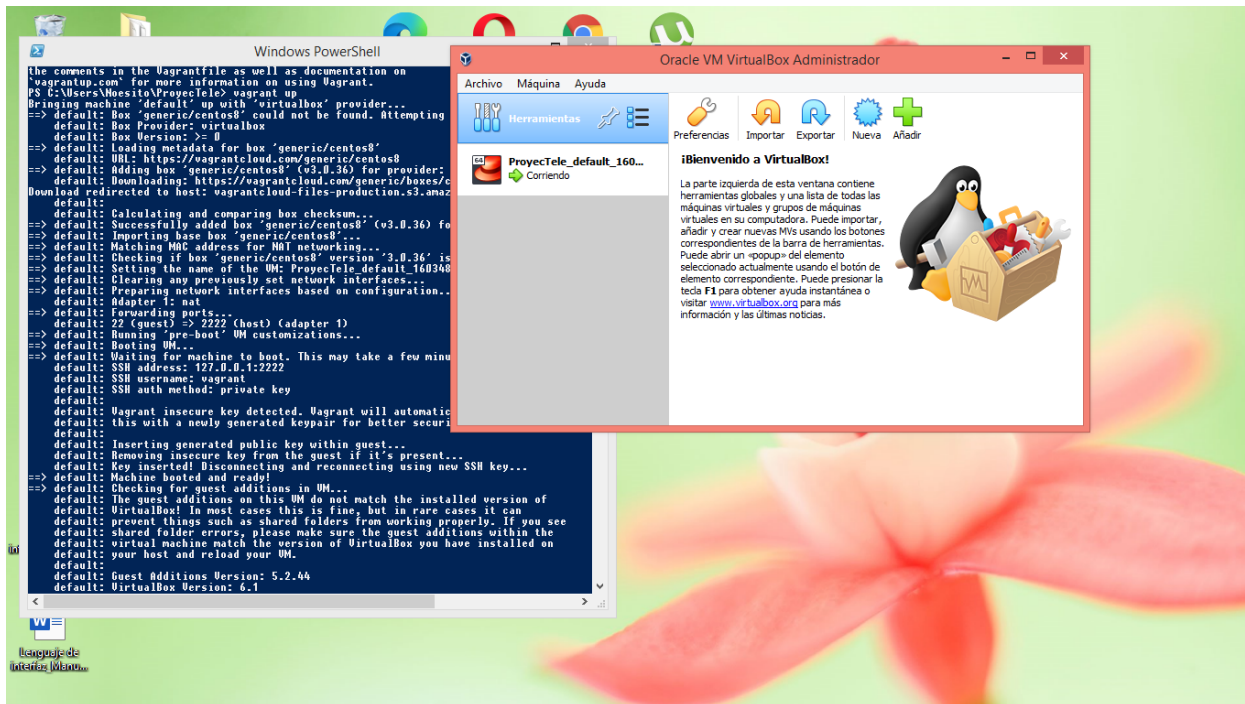 Windows PowerShell
the comments in the Vagrantfile as well as documentation on
`vagrantup.com` for more information on using Vagrant.
PS C:\Users\Noesito\ProyecTele> vagrant up
Bringing machine 'default' up with 'virtualbox' provider...
==> default: Box 'generic/centos8' could not be found. Attempting
default: Box Provider: virtualbox
default: Box Version: >= 0
==> default: Loading metadata for box 'generic/centos8'
default: URL: https://vagrantcloud.com/generic/centos8
==> default: Adding box 'generic/centos8' (v3.0.36) for provider:
default: Downloading: https://vagrantcloud.com/generic/boxes/c
Download redirected to host: vagrantcloud-files-production.s3.amaz
default:
default: Calculating and comparing box checksum...
==> default: Successfully added box 'generic/centos8' (v3.0.36) fo
==> default: Importing base box 'generic/centos8'...
==> default: Matching MAC address for NAT networking...
==> default: Checking if box 'generic/centos8' version '3.0.36' is
==> default: Setting the name of the VM: ProyecTele_default_160348
==> default: Clearing any previously set network interfaces...
==> default: Preparing network interfaces based on configuration..
default: Adapter 1: nat
==> default: Forwarding ports...
default: 22 (guest) => 2222 (host) (adapter 1)
==> default: Running 'pre-boot' VM customizations...
==> default: Booting VM...
==> default: Waiting for machine to boot. This may take a few minu
default: SSH address: 127.0.0.1:2222
default: SSH username: vagrant
default: SSH auth method: private key
default:
default: Vagrant insecure key detected. Vagrant will automatic
default: this with a newly generated keypair for better securi
default:
default: Inserting generated public key within guest...
default: Removing insecure key from the guest if it's present...
default: Key inserted! Disconnecting and reconnecting using new SSH key...
==> default: Machine booted and ready!
==> default: Checking for guest additions in VM...
default: The guest additions on this VM do not match the installed version of
default: VirtualBox! In most cases this is fine, but in rare cases it can
default: prevent things such as shared folders from working properly. If you see
default: shared folder errors, please make sure the guest additions within the
default: virtual machine match the version of VirtualBox you have installed on
default: your host and reload your VM.
default:
default: Guest Additions Version: 5.2.44
default: VirtualBox Version: 6.1
Oracle VM VirtualBox Administrador
Archivo Máquina Ayuda
Herramientas
Preferencias Importar Exportar Nueva Añadir
64 ProyecTele_default_160...
Corriendo
¡Bienvenido a VirtualBox!
La parte izquierda de esta ventana contiene
herramientas globales y una lista de todas las
máquinas virtuales y grupos de máquinas
virtuales en su computadora. Puede importar,
añadir y crear nuevas MVs usando los botones
correspondientes de la barra de herramientas.
Puede abrir un «popup» del elemento
seleccionado actualmente usando el botón de
elemento correspondiente. Puede presionar la
tecla F1 para obtener ayuda instantánea o
visitar www.virtualbox.org para más
información y las últimas noticias.
Lenguaje de
interfaz_Manu...